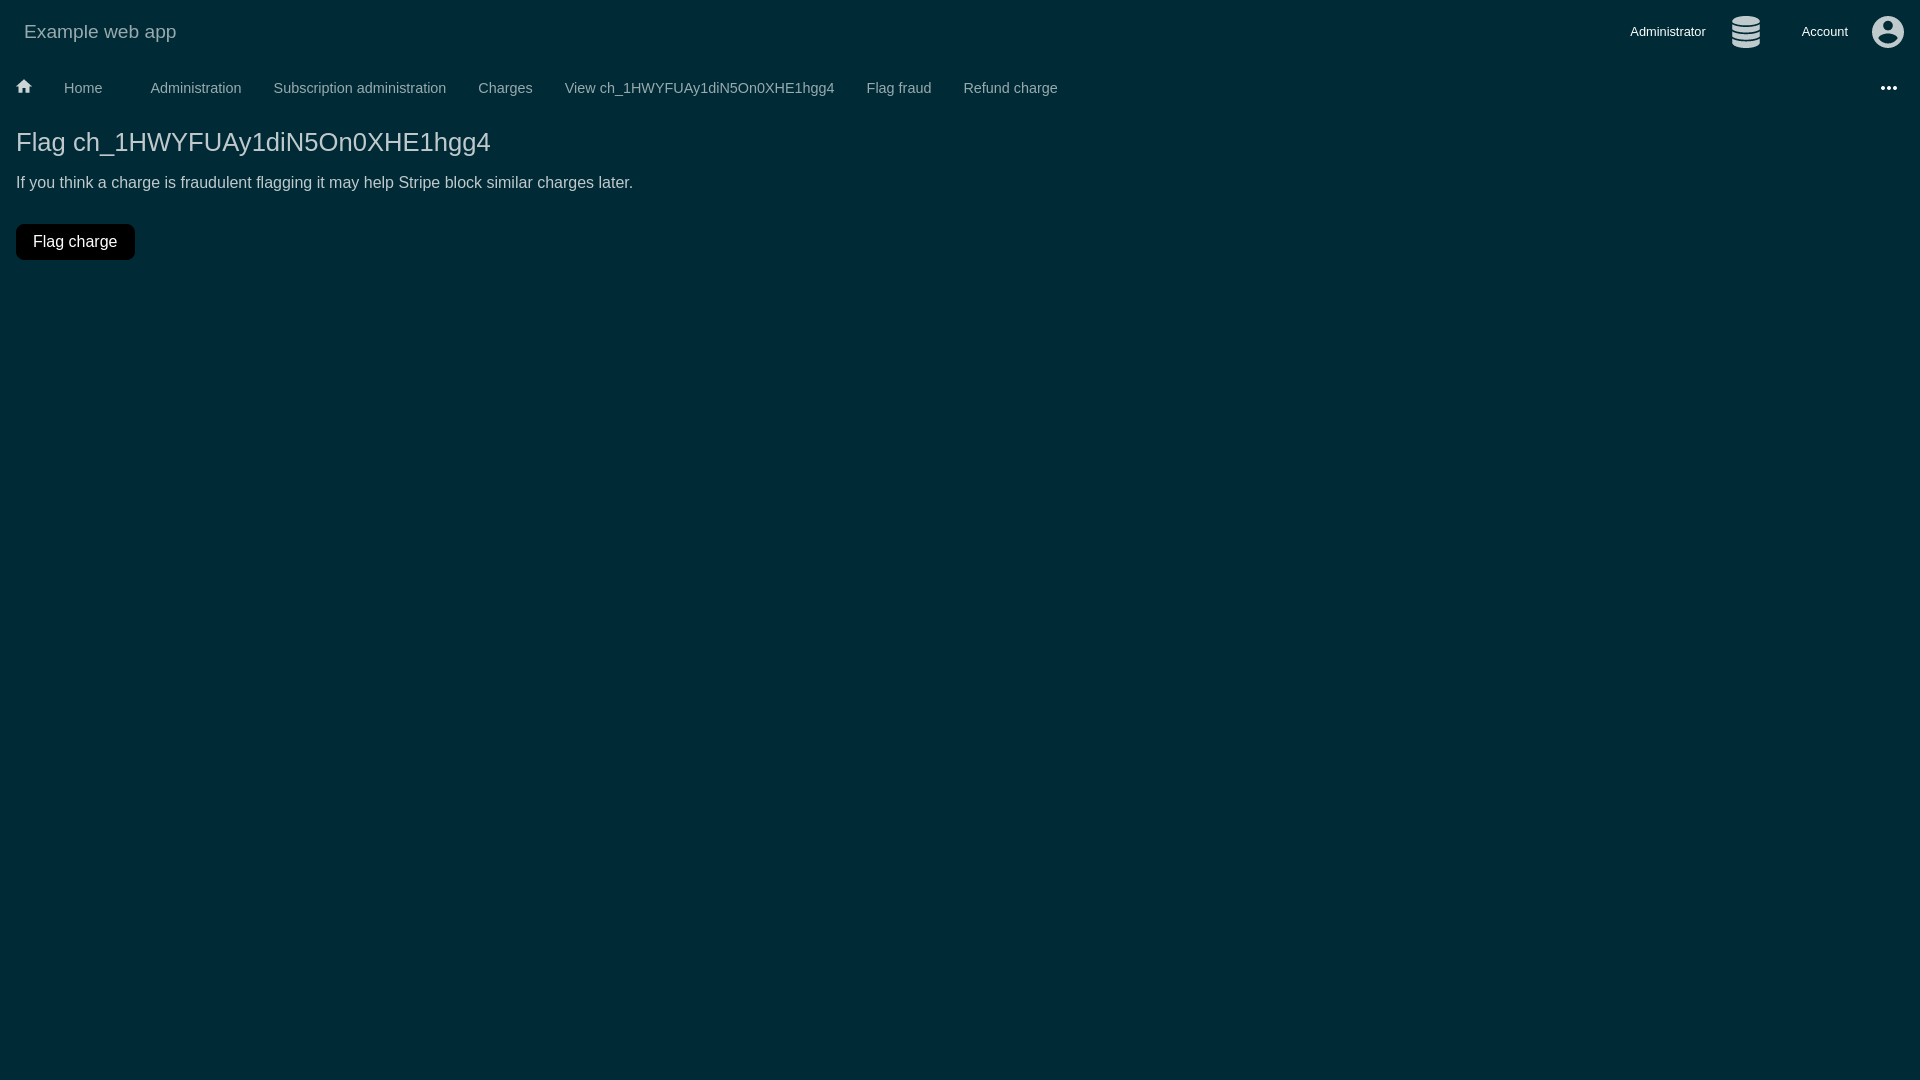 Example web app
Administrator
Account
Home
Administration
Subscription administration
Charges
View ch_1HWYFUAy1diN5On0XHE1hgg4
Flag fraud
Refund charge
Flag ch_1HWYFUAy1diN5On0XHE1hgg4
If you think a charge is fraudulent flagging it may help Stripe block similar charges later.
Flag charge